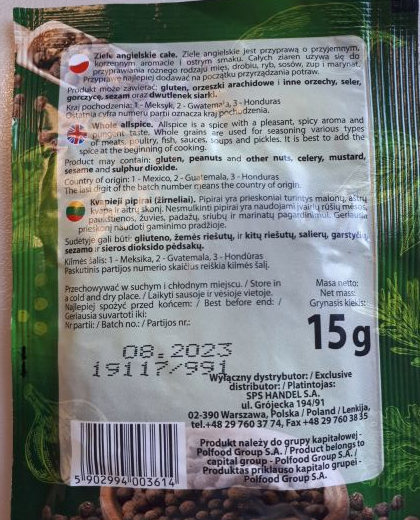 Ziele angielskie całe. Ziele angielskie jest przyprawą o przyjemnym,
korzennym aromacie i ostrym smaku. Całych ziaren używa się do
przyprawiania różnego rodzaju mięs, drobiu, ryb, sosów, zup i marynat.
Przyprawę najlepiej dodawać na początku przyrządzania potraw.
Produkt może zawierać: gluten, orzeszki arachidowe i inne orzechy, seler,
gorczycę, sezam oraz dwutlenek siarki.
Kraj pochodzenia: 1 - Meksyk, 2 - Gwatemala, 3 - Honduras
Ostatnia cyfra numeru partii oznacza kraj pochodzenia.
Whole allspice. Allspice is a spice with a pleasant, spicy aroma and
pungent taste. Whole grains are used for seasoning various types
of meats, poultry, fish, sauces, soups and pickles. It is best to add the
spice at the beginning of cooking.
Product may contain: gluten, peanuts and other nuts, celery, mustard,
sesame and sulphur dioxide.
Country of origin: 1 - Mexico, 2 - Guatemala, 3 - Honduras
The last digit of the batch number means the country of origin.
Kvapieji pipirai (žirneliai). Pipirai yra prieskoniai turintys malonų, aštrų
kvapą ir aitrų skonį. Nesmulkinti pipirai yra naudojami įvairių rūšių mėsos,
paukštienos, žuvies, padažų, sriubų ir marinatų pagardinimui. Geriausia
prieskonį naudoti gaminimo pradžioje.
Sudėtyje gali būti: gliuteno, žemės riešutų, ir kitų riešutų, salierų, garstyčių,
sezamo ir sieros dioksido pėdsakų.
Kilmės šalis: 1 - Meksika, 2 - Gvatemala, 3 - Hondūras
Paskutinis partijos numerio skaičius reiškia kilmės šalį.
Przechowywać w suchym i chłodnym miejscu. / Store in
a cold and dry place. / Laikyti sausoje ir vėsioje vietoje.
Najlepiej spożyć przed końcem: / Best before end: /
Geriausia suvartoti iki:
Nr partii: / Batch no.: / Partijos nr.:
Masa netto:
Net mass:
Grynasis kiekis:
15g
08.2023
19117/991
Wyłączny dystrybutor: / Exclusive
distributor: / Platintojas:
SPS HANDEL S.A.
ul. Grójecka 194/91
02-390 Warszawa, Polska / Poland / Lenkija,
tel.+48 29 760 37 74, Fax +48 29 760 38 35
Produkt należy do grupy kapitałowej -
Polfood Group S.A. / Product belongs to
capital group - Polfood Group S.A. /
Produktas priklauso kapitalo grupei -
Polfood Group S.A.
5 902994 003614